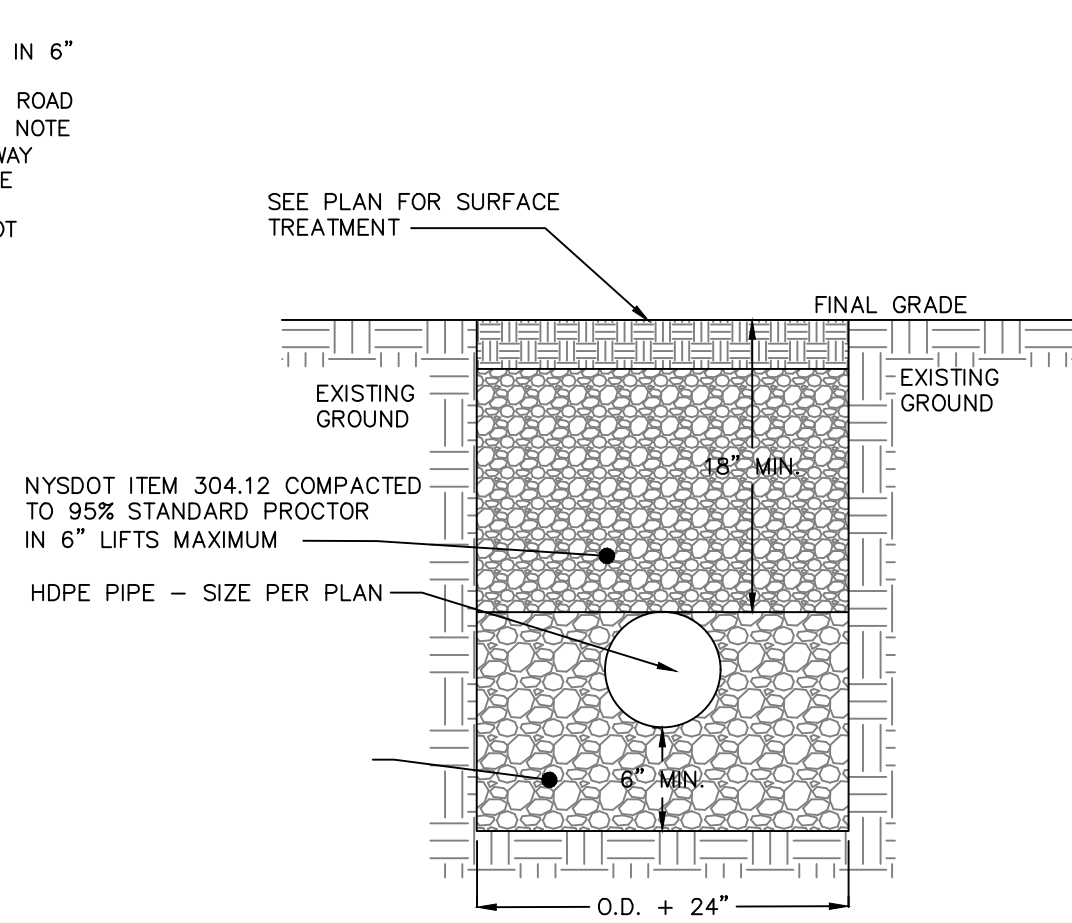 IN 6”
ROAD
NOTE
SEE PLAN FOR SURFACE
TREATMENT
FINAL GRADE
EXISTING
GROUND
EXISTING
GROUND
18” MIN.
NYSDOT ITEM 304.12 COMPACTED
TO 95% STANDARD PROCTOR
IN 6” LIFTS MAXIMUM
HDPE PIPE – SIZE PER PLAN
6” MIN.
O.D. + 24”